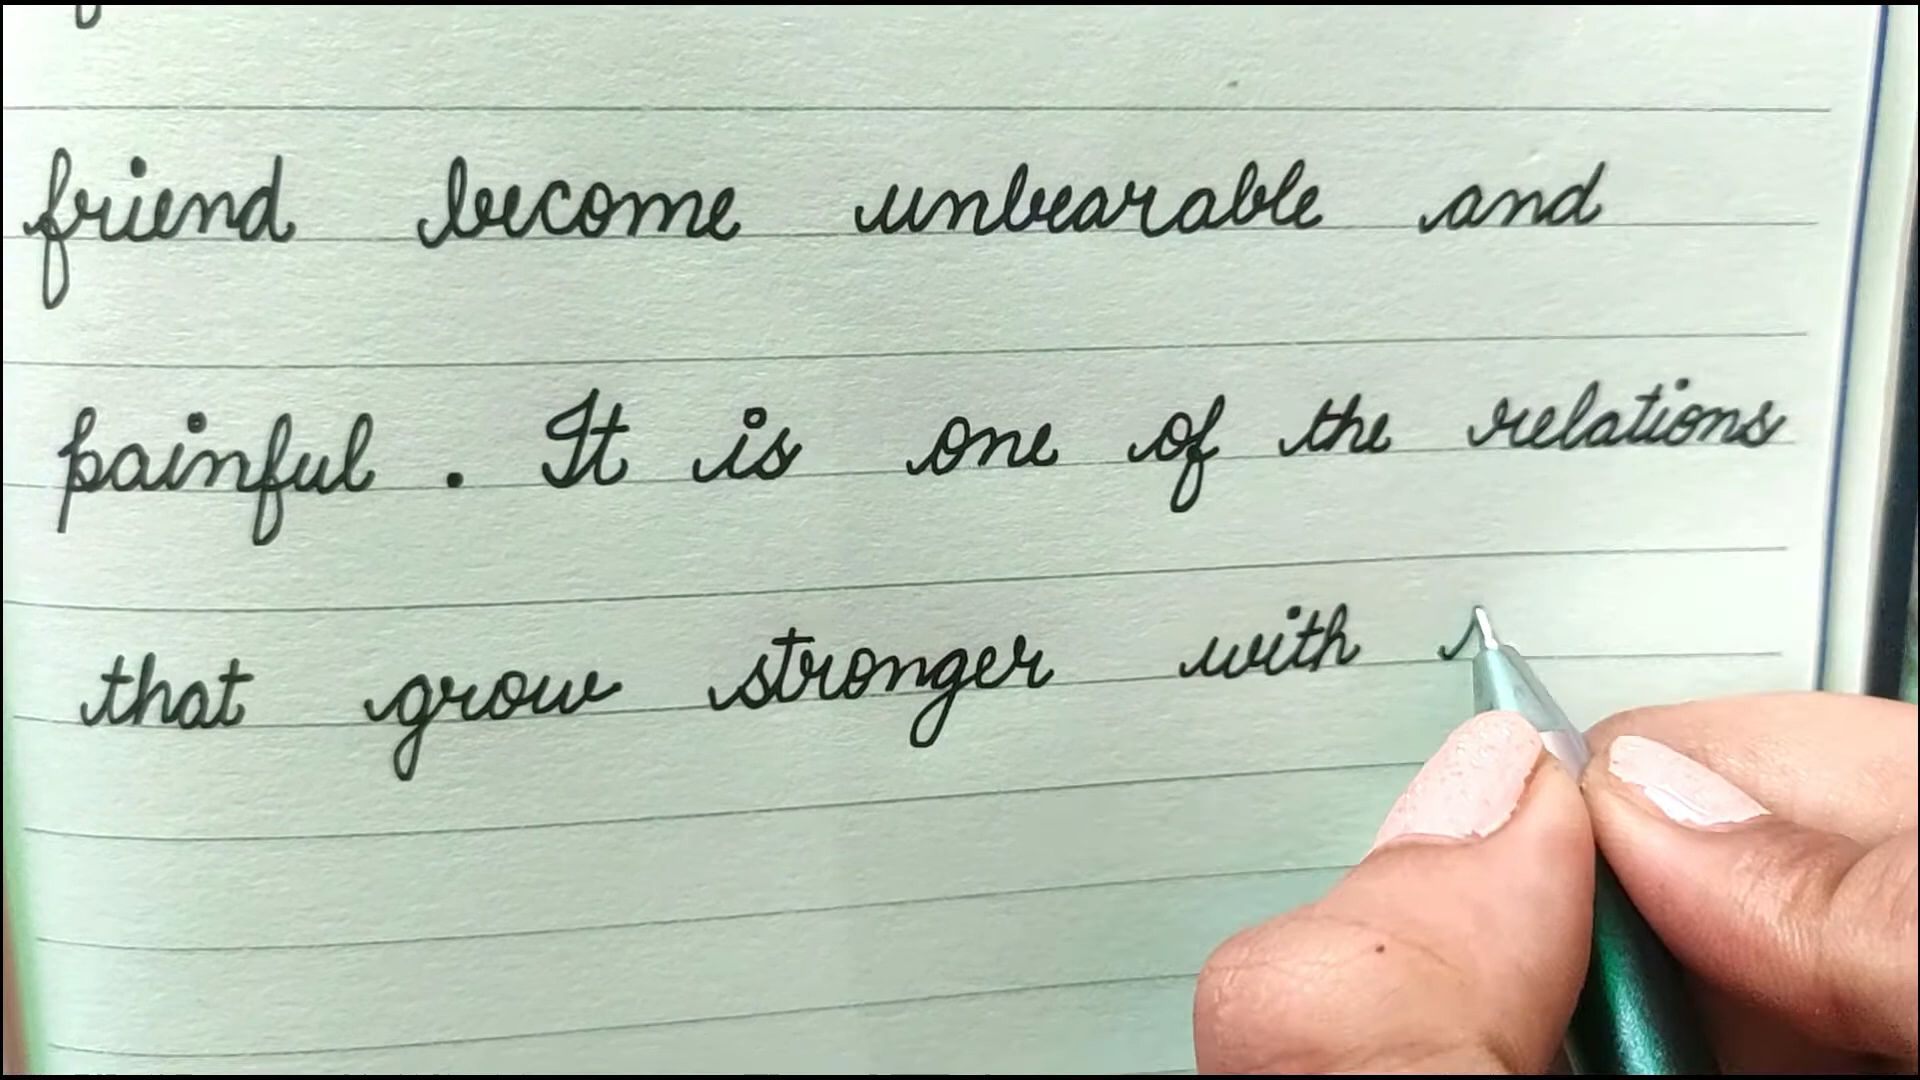 friend become unbearable and
painful. It is one of the relations
that grow stronger with